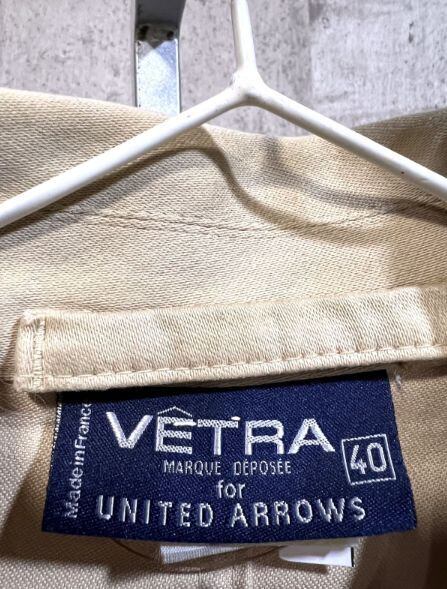 VÊTRA
MARQUE DÉPOSÉE
for
UNITED ARROWS
40
Made in France